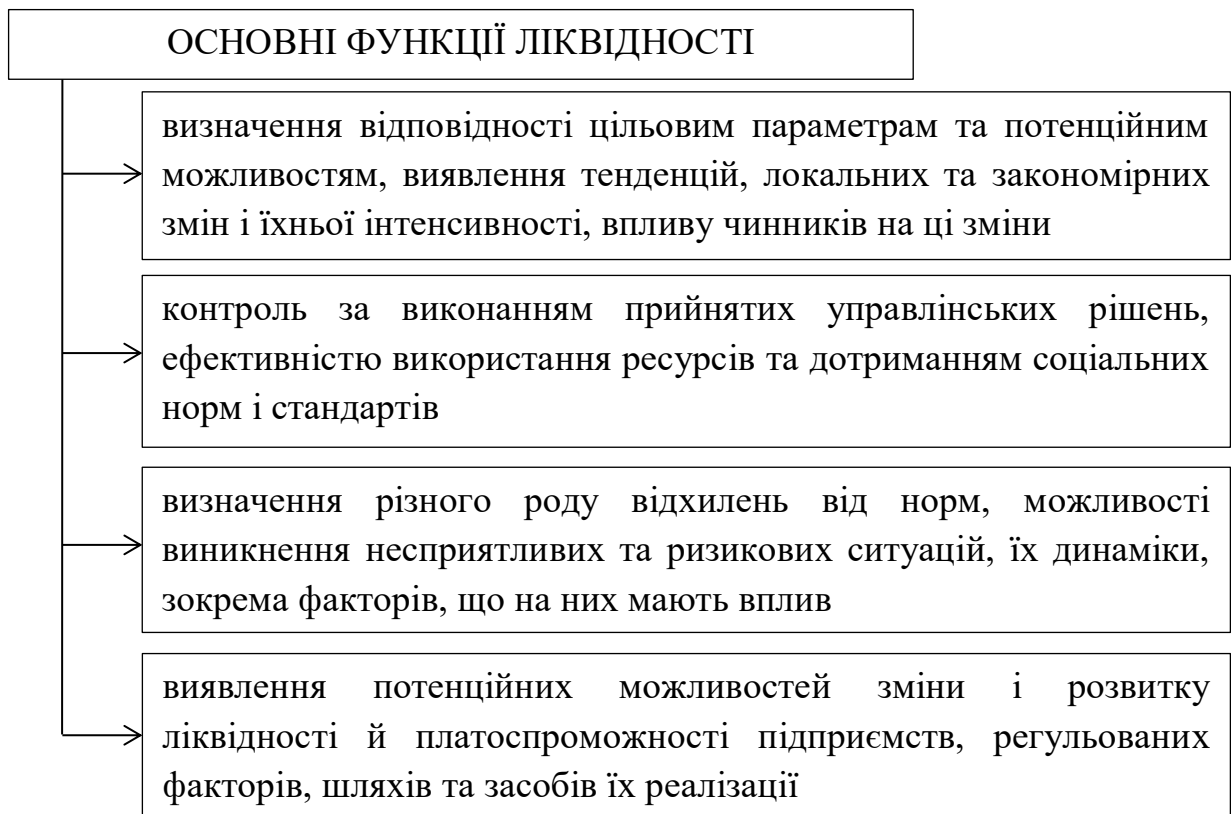 ОСНОВНІ ФУНКЦІЇ ЛІКВІДНОСТІ
визначення відповідності цільовим параметрам та потенційним
можливостям, виявлення тенденцій, локальних та закономірних
змін і їхньої інтенсивності, впливу чинників на ці зміни
контроль за виконанням прийнятих управлінських рішень,
ефективністю використання ресурсів та дотриманням соціальних
норм і стандартів
визначення різного роду відхилень від норм, можливості
виникнення несприятливих та ризикових ситуацій, їх динаміки,
зокрема факторів, що на них мають вплив
виявлення потенційних можливостей зміни і розвитку
ліквідності й платоспроможності підприємств, регульованих
факторів, шляхів та засобів їх реалізації